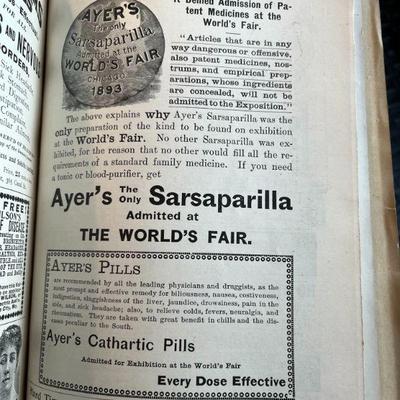 It Denied Admission of Pa-
tent Medicines at the
World's Fair.
AYER'S
The only
Sarsaparilla
admitted at the
WORLD'S FAIR
CHICAGO
1893
"Articles that are in any
way dangerous or offensive,
also patent medicines, nos-
trums, and empirical prep-
arations, whose ingredients
are concealed, will not be
admitted to the Exposition."
The above explains why Ayer's Sarsaparilla was the
only preparation of the kind to be found on exhibition
at the World's Fair. No other Sarsaparilla was ex-
hibited, for the reason that no other would fill all the re-
quirements of a standard family medicine. If you need
a tonic or blood-purifier, get
Ayer's The Only Sarsaparilla
Admitted at
THE WORLD'S FAIR.
AYER'S PILLS
are recommended by all the leading physicians and druggists, as the
most prompt and effective remedy for biliousness, nausea, costiveness,
indigestion, sluggishness of the liver, jaundice, drowsiness, pain in the
side, and sick headache; also, to relieve colds, fevers, neuralgia, and
rheumatism. They are taken with great benefit in chills and the dis-
eases peculiar to the South.
Ayer's Cathartic Pills
Admitted for Exhibition at the World's Fair
Every Dose Effective
FREE!